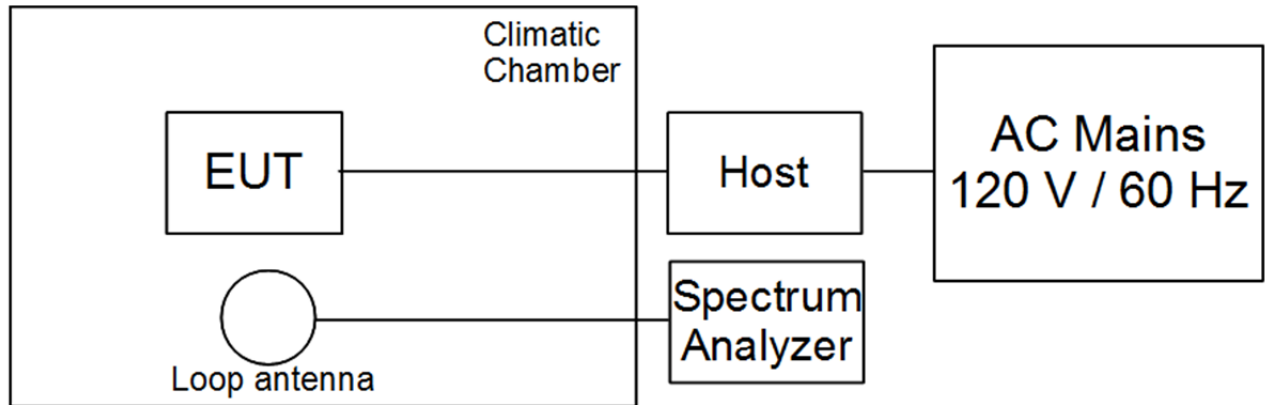 Climatic
Chamber
EUT
Host
AC Mains
120 V / 60 Hz
Spectrum
Analyzer
Loop antenna